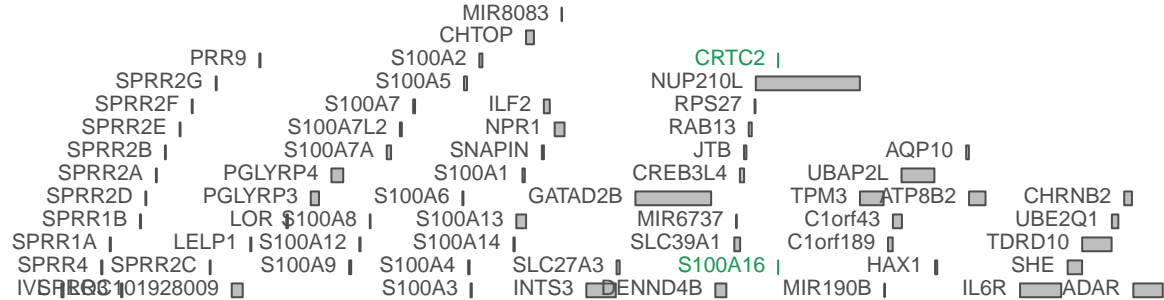 MIR8083
CHTOP
PRR9 S100A2 CRTC2
SPRR2G S100A5 NUP210L
SPRR2F S100A7 ILF2 RPS27
SPRR2E S100A7L2 NPR1 RAB13
SPRR2B S100A7A SNAPIN JTB AQP10
SPRR2A PGLYRP4 S100A1 CREB3L4 UBAP2L
SPRR2D PGLYRP3 S100A6 GATAD2B TPM3 ATP8B2 CHRNB2
SPRR1B LOR S100A8 S100A13 MIR6737 C1orf43 UBE2Q1
SPRR1A LELP1 S100A12 S100A14 SLC39A1 C1orf189 TDRD10
SPRR4 SPRR2C S100A9 S100A4 SLC27A3 S100A16 HAX1 SHE
IVL SPRR3 LOC101928009 S100A3 INTS3 DENND4B MIR190B IL6R ADAR